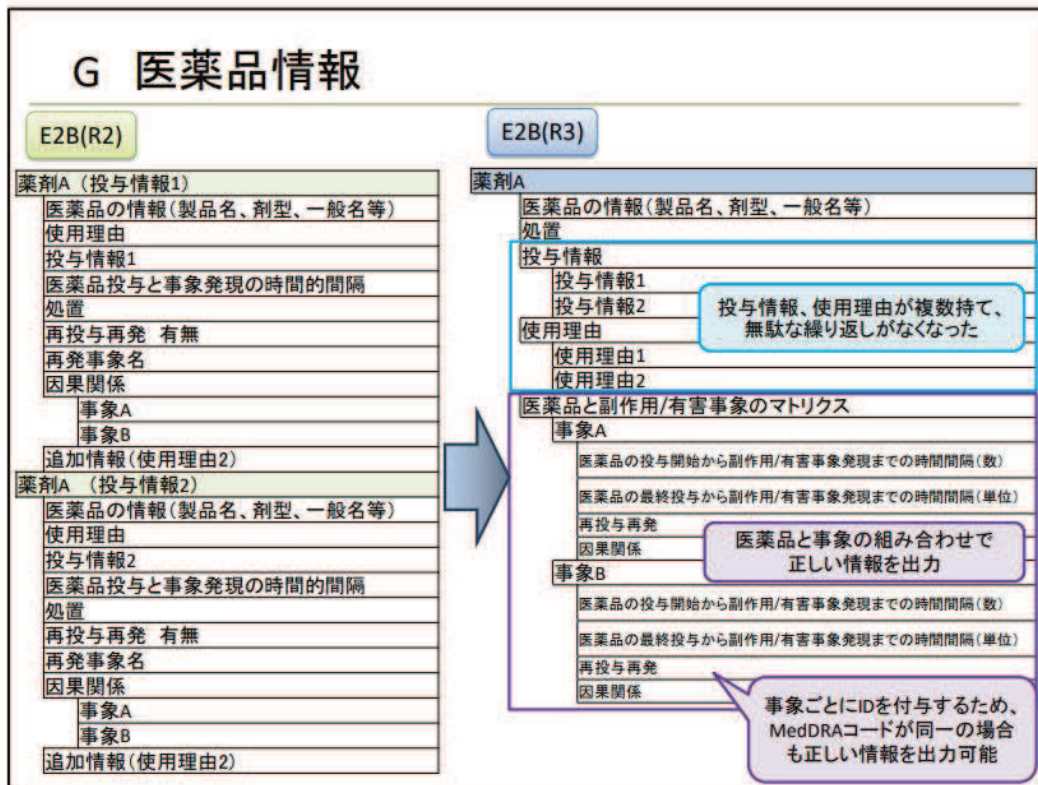 G 医薬品情報
E2B(R2)
薬剤A (投与情報1)
医薬品の情報(製品名、剤型、一般名等)
使用理由
投与情報1
医薬品投与と事象発現の時間的間隔
処置
再投与再発 有無
再発事象名
因果関係
事象A
事象B
追加情報(使用理由2)
薬剤A (投与情報2)
医薬品の情報(製品名、剤型、一般名等)
使用理由
投与情報2
医薬品投与と事象発現の時間的間隔
処置
再投与再発 有無
再発事象名
因果関係
事象A
事象B
追加情報(使用理由2)
E2B(R3)
薬剤A
医薬品の情報(製品名、剤型、一般名等)
処置
投与情報
投与情報1
投与情報2
使用理由
使用理由1
使用理由2
投与情報、使用理由が複数持て、
無駄な繰り返しがなくなった
医薬品と副作用/有害事象のマトリクス
事象A
医薬品の投与開始から副作用/有害事象発現までの時間間隔(数)
医薬品の最終投与から副作用/有害事象発現までの時間間隔(単位)
再投与再発
因果関係
医薬品と事象の組み合わせで
正しい情報を出力
事象B
医薬品の投与開始から副作用/有害事象発現までの時間間隔(数)
医薬品の最終投与から副作用/有害事象発現までの時間間隔(単位)
再投与再発
因果関係
事象ごとにIDを付与するため、
MedDRAコードが同一の場合
も正しい情報を出力可能